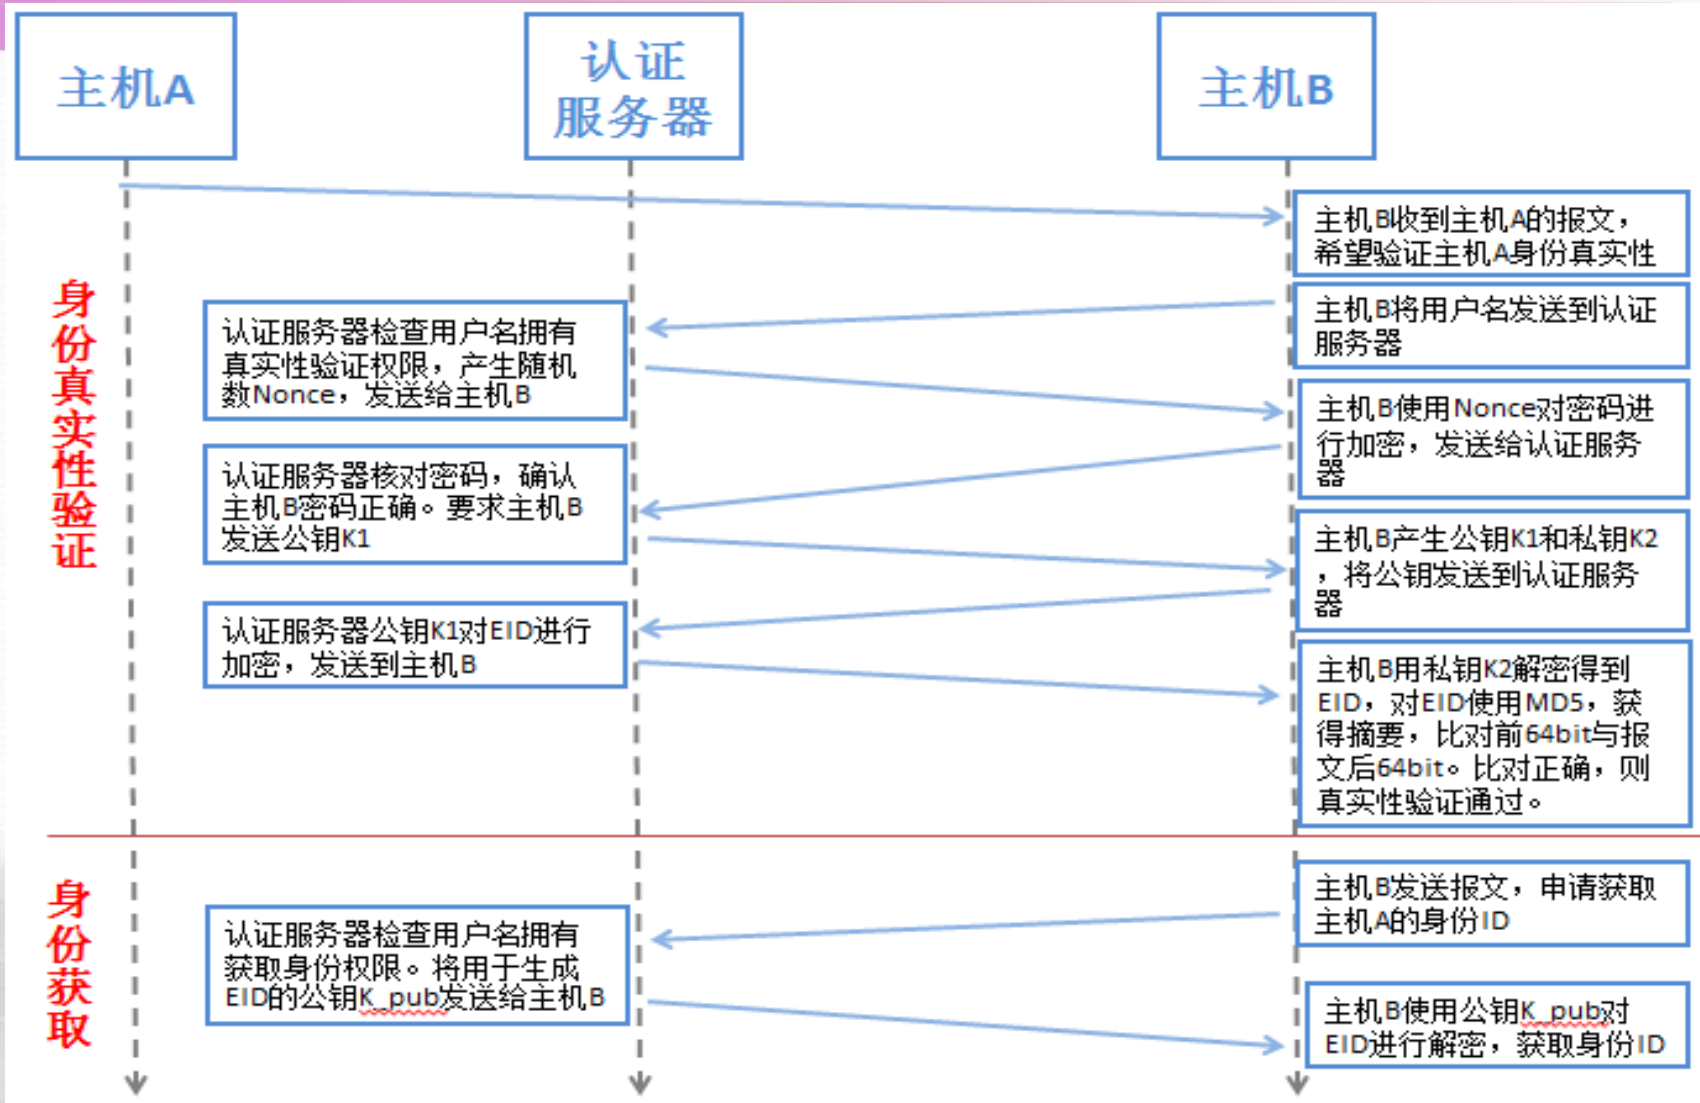 主机A
认证
服务器
主机B
身份真实性验证
主机B收到主机A的报文，
希望验证主机A身份真实性
主机B将用户名发送到认证
服务器
认证服务器检查用户名拥有
真实性验证权限，产生随机
数Nonce，发送给主机B
主机B使用Nonce对密码进
行加密，发送给认证服务
器
认证服务器核对密码，确认
主机B密码正确。要求主机B
发送公钥K1
主机B产生公钥K1和私钥K2
，将公钥发送到认证服务
器
认证服务器公钥K1对EID进行
加密，发送到主机B
主机B用私钥K2解密得到
EID，对EID使用MD5，获
得摘要，比对前64bit与报
文后64bit。比对正确，则
真实性验证通过。
身份获取
主机B发送报文，申请获取
主机A的身份ID
认证服务器检查用户名拥有
获取身份权限。将用于生成
EID的公钥K_pub发送给主机B
主机B使用公钥K_pub对
EID进行解密，获取身份ID